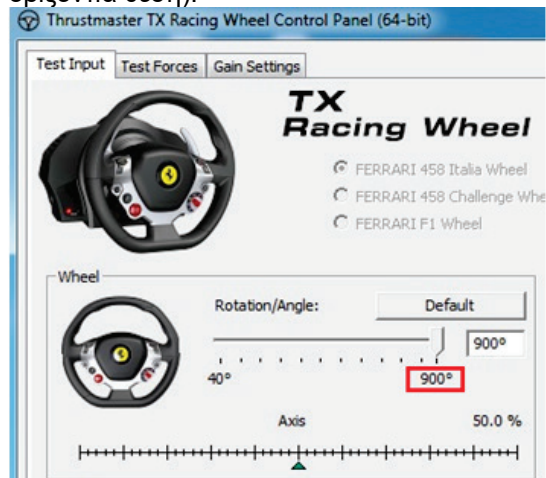 οριζόντια θέση).
Thrustmaster TX Racing Wheel Control Panel (64-bit)
Test Input Test Forces Gain Settings
TX
Racing Wheel
FERRARI 458 Italia Wheel
FERRARI 458 Challenge Whe
FERRARI F1 Wheel
Wheel
Rotation/Angle: Default
900°
40° 900°
Axis 50.0 %